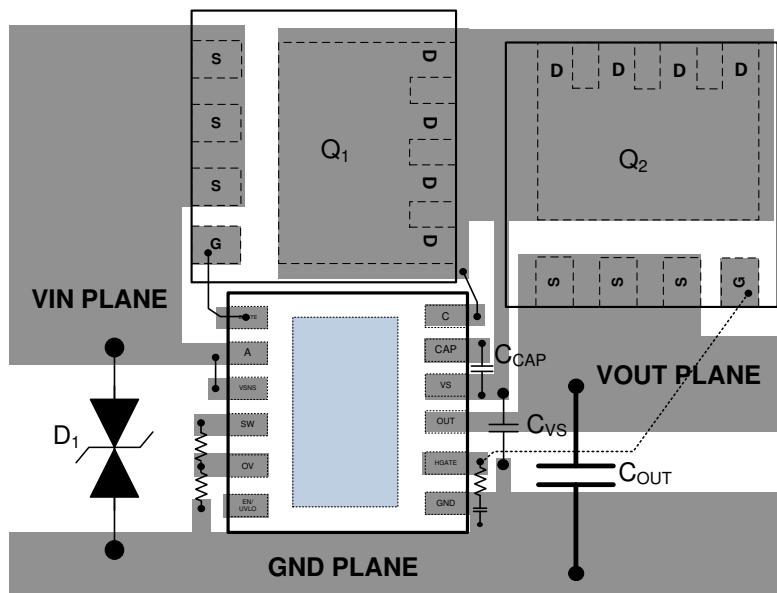 S
S
S
G
Q1
D
D
D
D
D
D
D
D
Q2
S
S
S
G
VIN PLANE
D1
A
VSNS
SW
OV
EN/
UVLO
C
CAP
VS
OUT
HGATE
GND
CCAP
CVS
VOUT PLANE
COUT
GND PLANE